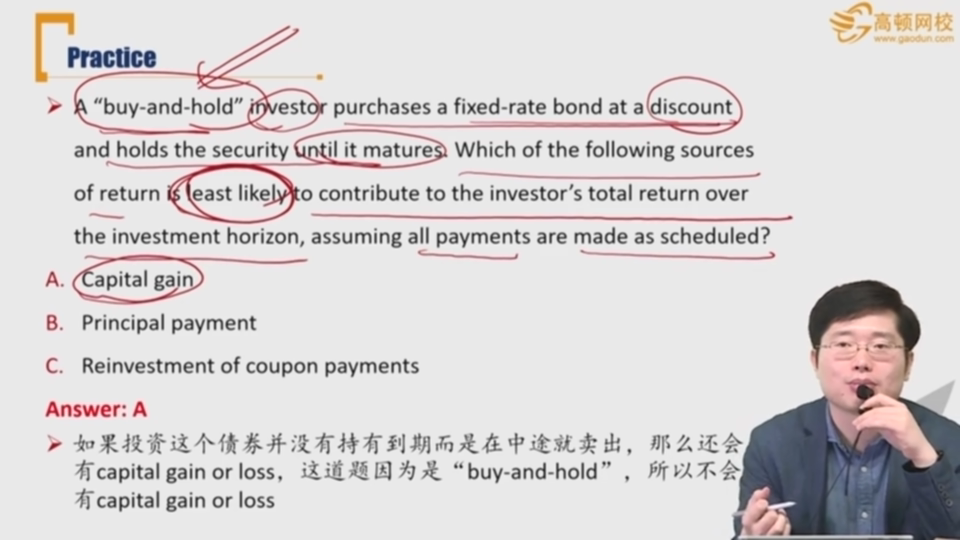 高顿网校
www.gaodun.com
Practice
A “buy-and-hold” investor purchases a fixed-rate bond at a discount
and holds the security until it matures. Which of the following sources
of return is least likely to contribute to the investor’s total return over
the investment horizon, assuming all payments are made as scheduled?
A. Capital gain
B. Principal payment
C. Reinvestment of coupon payments
Answer: A
如果投资这个债券并没有持有到期而是在中途就卖出，那么还会
有capital gain or loss，这道题因为是“buy-and-hold”，所以不会
有capital gain or loss